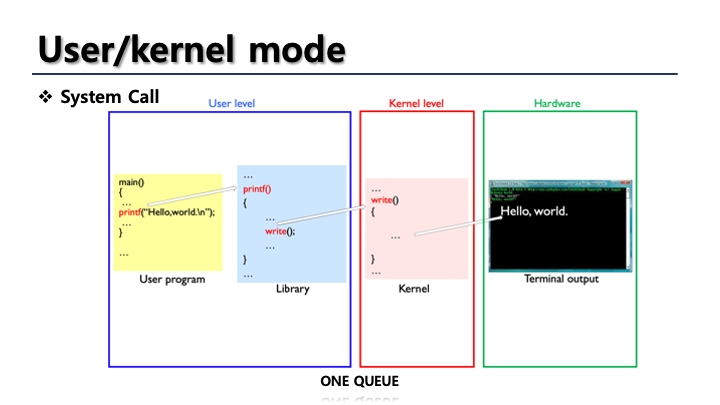 User/kernel mode
❖ System Call
User level
Kernel level
Hardware
main()
{
...
printf("Hello,world.\n");
...
}
...
User program
...
printf()
{
...
write();
...
}
...
Library
...
write()
{
...
}
...
Kernel
Hello, world.
Terminal output
ONE QUEUE